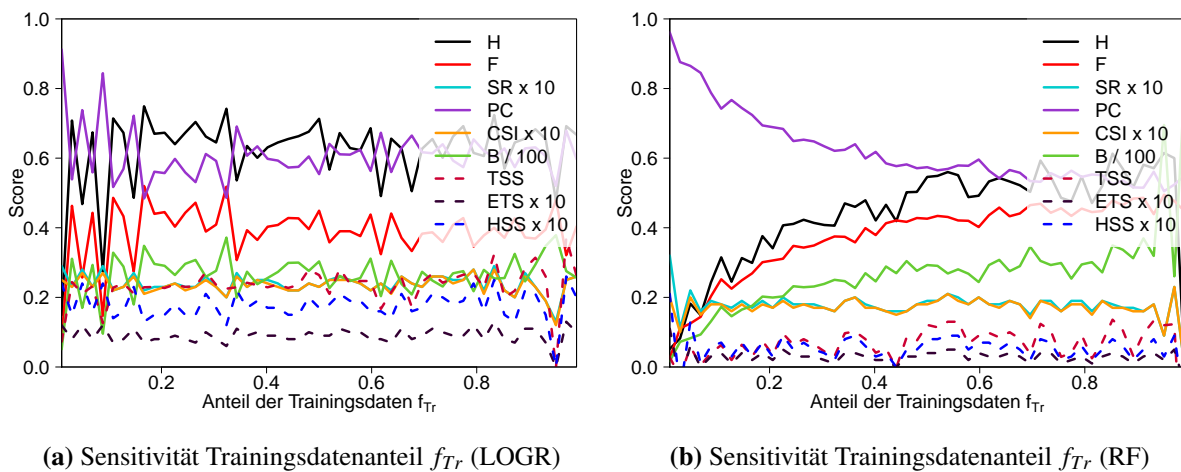 1.0
0.8
0.6
0.4
0.2
0.0
Score
H
F
SR x 10
PC
CSI x 10
B / 100
TSS
ETS x 10
HSS x 10
0.2 0.4 0.6 0.8
Anteil der Trainingsdaten f_Tr
(a) Sensitivität Trainingsdatenanteil f_Tr (LOGR)
1.0
0.8
0.6
0.4
0.2
0.0
Score
H
F
SR x 10
PC
CSI x 10
B / 100
TSS
ETS x 10
HSS x 10
0.2 0.4 0.6 0.8
Anteil der Trainingsdaten f_Tr
(b) Sensitivität Trainingsdatenanteil f_Tr (RF)